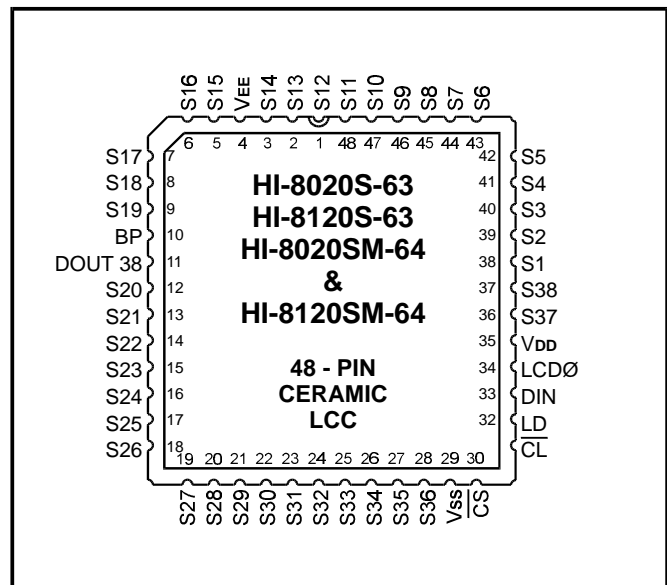 S16 S15 VEE S14 S13 S12 S11 S10 S9 S8 S7 S6
6 5 4 3 2 1 48 47 46 45 44 43
S17 7
S18 8
S19 9
BP 10
DOUT 38 11
S20 12
S21 13
S22 14
S23 15
S24 16
S25 17
S26 18
HI-8020S-63
HI-8120S-63
HI-8020SM-64
&
HI-8120SM-64
48 - PIN
CERAMIC
LCC
42 S5
41 S4
40 S3
39 S2
38 S1
37 S38
36 S37
35 VDD
34 LCDØ
33 DIN
32 LD
CL
19 20 21 22 23 24 25 26 27 28 29 30
S27 S28 S29 S30 S31 S32 S33 S34 S35 S36 Vss CS